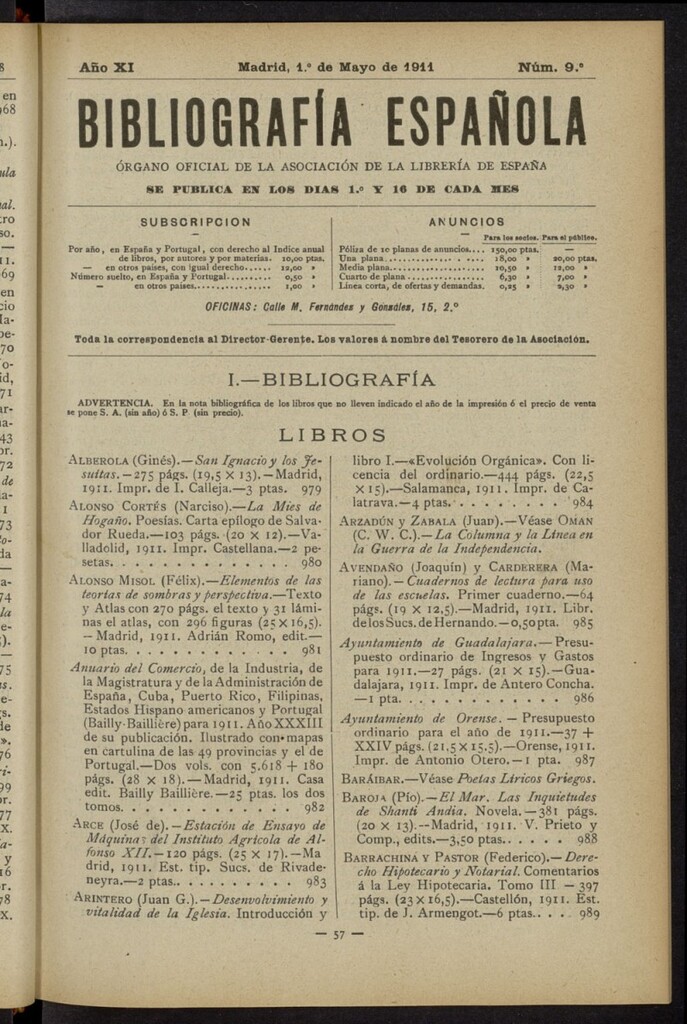 Año XI
Madrid, 1.º de Mayo de 1911
Núm. 9.º
BIBLIOGRAFÍA ESPAÑOLA
ÓRGANO OFICIAL DE LA ASOCIACIÓN DE LA LIBRERÍA DE ESPAÑA
SE PUBLICA EN LOS DIAS 1.º Y 16 DE CADA MES
SUBSCRIPCION
Por año, en España y Portugal, con derecho al Indice anual
de libros, por autores y por materias. 10,00 ptas.
— en otros países, con igual derecho..... 12,00 »
Número suelto, en España y Portugal.......... 0,50 »
— en otros países............... 1,00 »
ANUNCIOS
Para los socios. Para el público.
Póliza de 10 planas de anuncios.... 150,00 ptas. —
Una plana.................. 18,00 » 20,00 ptas.
Media plana................ 10,50 » 12,00 »
Cuarto de plana............. 6,30 » 7,00 »
Línea corta, de ofertas y demandas. 0,25 » 0,30 »
OFICINAS: Calle M. Fernández y González, 15, 2.º
Toda la correspondencia al Director-Gerente. Los valores á nombre del Tesorero de la Asociación.
I.—BIBLIOGRAFÍA
ADVERTENCIA. En la nota bibliográfica de los libros que no lleven indicado el año de la impresión ó el precio de venta
se pone S. A. (sin año) ó S. P. (sin precio).
LIBROS
ALBEROLA (Ginés).—San Ignacio y los Je-
suitas.—275 págs. (19,5 × 13).—Madrid,
1911. Impr. de I. Calleja.—3 ptas. 979
ALONSO CORTÉS (Narciso).—La Mies de
Hogaño. Poesías. Carta epílogo de Salva-
dor Rueda.—103 págs. (20 × 12).—Va-
lladolid, 1911. Impr. Castellana.—2 pe-
setas. . . . . . . . . . . . 980
ALONSO MISOL (Félix).—Elementos de las
teorías de sombras y perspectiva.—Texto
y Atlas con 270 págs. el texto y 31 lámi-
nas el atlas, con 296 figuras (25 × 16,5).
—Madrid, 1911. Adrián Romo, edit.—
10 ptas. . . . . . . . . . . . 981
Anuario del Comercio, de la Industria, de
la Magistratura y de la Administración de
España, Cuba, Puerto Rico, Filipinas,
Estados Hispano americanos y Portugal
(Bailly-Baillière) para 1911. Año XXXIII
de su publicación. Ilustrado con mapas
en cartulina de las 49 provincias y el de
Portugal.—Dos vols. con 5.618 + 180
págs. (28 × 18).—Madrid, 1911. Casa
edit. Bailly Baillière.—25 ptas. los dos
tomos. . . . . . . . . . . . 982
ARCE (José de).—Estación de Ensayo de
Máquinas del Instituto Agrícola de Al-
fonso XII.—120 págs. (25 × 17).—Ma
drid, 1911. Est. tip. Sucs. de Rivade-
neyra.—2 ptas. . . . . . . . . . 983
ARINTERO (Juan G.).—Desenvolvimiento y
vitalidad de la Iglesia. Introducción y
libro I.—«Evolución Orgánica». Con li-
cencia del ordinario.—444 págs. (22,5
× 15).—Salamanca, 1911. Impr. de Ca-
latrava.—4 ptas. . . . . . . . . 984
ARZADÚN Y ZABALA (Juan).—Véase OMAN
(C. W. C.).—La Columna y la Línea en
la Guerra de la Independencia.
AVENDAÑO (Joaquín) y CARDERERA (Ma-
riano).—Cuadernos de lectura para uso
de las escuelas. Primer cuaderno.—64
págs. (19 × 12,5).—Madrid, 1911. Libr.
de los Sucs. de Hernando.—0,50 pta. 985
Ayuntamiento de Guadalajara.—Presu-
puesto ordinario de Ingresos y Gastos
para 1911.—27 págs. (21 × 15).—Gua-
dalajara, 1911. Impr. de Antero Concha.
—1 pta. . . . . . . . . . . . 986
Ayuntamiento de Orense.—Presupuesto
ordinario para el año de 1911.—37 +
XXIV págs. (21,5 × 15,5).—Orense, 1911.
Impr. de Antonio Otero.—1 pta. 987
BARÁIBAR.—Véase Poetas Líricos Griegos.
BAROJA (Pío).—El Mar. Las Inquietudes
de Shanti Andía. Novela.—381 págs.
(20 × 13).—Madrid, 1911. V. Prieto y
Comp., edits.—3,50 ptas. . . . . . 988
BARRACHINA Y PASTOR (Federico).—Dere-
cho Hipotecario y Notarial. Comentarios
á la Ley Hipotecaria. Tomo III — 397
págs. (23 × 16,5).—Castellón, 1911. Est.
tip. de J. Armengot.—6 ptas. . . . 989
— 57 —